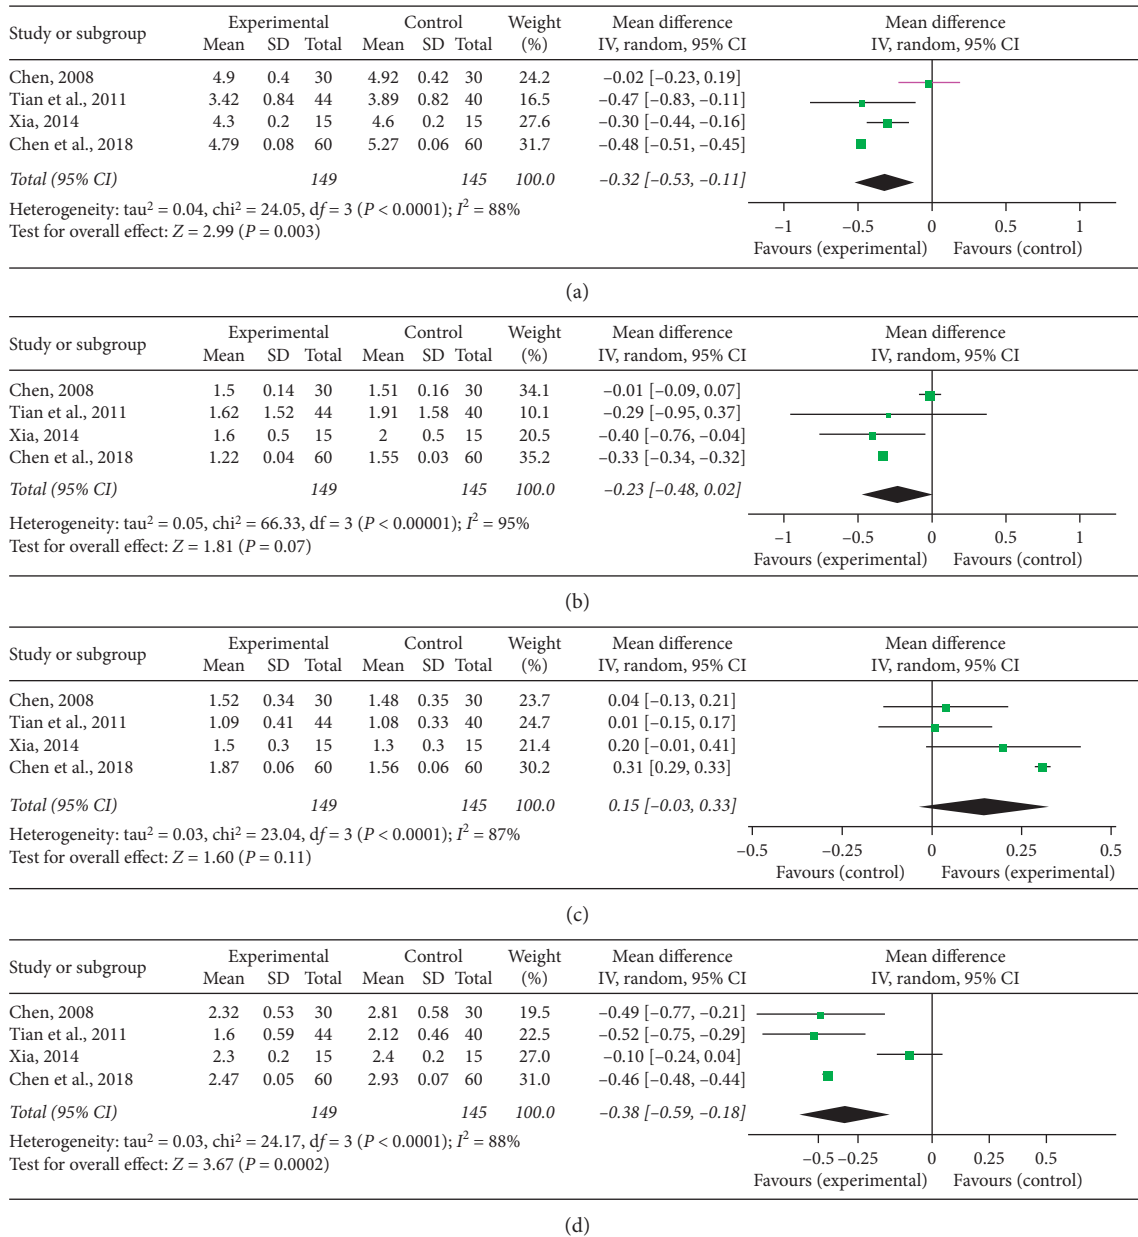 Study or subgroup Experimental Control Weight Mean difference Mean difference
Mean SD Total Mean SD Total (%) IV, random, 95% CI IV, random, 95% CI
Chen, 2008 4.9 0.4 30 4.92 0.42 30 24.2 –0.02 [–0.23, 0.19]
Tian et al., 2011 3.42 0.84 44 3.89 0.82 40 16.5 –0.47 [–0.83, –0.11]
Xia, 2014 4.3 0.2 15 4.6 0.2 15 27.6 –0.30 [–0.44, –0.16]
Chen et al., 2018 4.79 0.08 60 5.27 0.06 60 31.7 –0.48 [–0.51, –0.45]
Total (95% CI) 149 145 100.0 –0.32 [–0.53, –0.11]
Heterogeneity: tau² = 0.04, chi² = 24.05, df = 3 (P < 0.0001); I² = 88%
Test for overall effect: Z = 2.99 (P = 0.003)
–1 –0.5 0 0.5 1
Favours (experimental) Favours (control)
(a)
Study or subgroup Experimental Control Weight Mean difference Mean difference
Mean SD Total Mean SD Total (%) IV, random, 95% CI IV, random, 95% CI
Chen, 2008 1.5 0.14 30 1.51 0.16 30 34.1 –0.01 [–0.09, 0.07]
Tian et al., 2011 1.62 1.52 44 1.91 1.58 40 10.1 –0.29 [–0.95, 0.37]
Xia, 2014 1.6 0.5 15 2 0.5 15 20.5 –0.40 [–0.76, –0.04]
Chen et al., 2018 1.22 0.04 60 1.55 0.03 60 35.2 –0.33 [–0.34, –0.32]
Total (95% CI) 149 145 100.0 –0.23 [–0.48, 0.02]
Heterogeneity: tau² = 0.05, chi² = 66.33, df = 3 (P < 0.00001); I² = 95%
Test for overall effect: Z = 1.81 (P = 0.07)
–1 –0.5 0 0.5 1
Favours (experimental) Favours (control)
(b)
Study or subgroup Experimental Control Weight Mean difference Mean difference
Mean SD Total Mean SD Total (%) IV, random, 95% CI IV, random, 95% CI
Chen, 2008 1.52 0.34 30 1.48 0.35 30 23.7 0.04 [–0.13, 0.21]
Tian et al., 2011 1.09 0.41 44 1.08 0.33 40 24.7 0.01 [–0.15, 0.17]
Xia, 2014 1.5 0.3 15 1.3 0.3 15 21.4 0.20 [–0.01, 0.41]
Chen et al., 2018 1.87 0.06 60 1.56 0.06 60 30.2 0.31 [0.29, 0.33]
Total (95% CI) 149 145 100.0 0.15 [–0.03, 0.33]
Heterogeneity: tau² = 0.03, chi² = 23.04, df = 3 (P < 0.0001); I² = 87%
Test for overall effect: Z = 1.60 (P = 0.11)
–0.5 –0.25 0 0.25 0.5
Favours (control) Favours (experimental)
(c)
Study or subgroup Experimental Control Weight Mean difference Mean difference
Mean SD Total Mean SD Total (%) IV, random, 95% CI IV, random, 95% CI
Chen, 2008 2.32 0.53 30 2.81 0.58 30 19.5 –0.49 [–0.77, –0.21]
Tian et al., 2011 1.6 0.59 44 2.12 0.46 40 22.5 –0.52 [–0.75, –0.29]
Xia, 2014 2.3 0.2 15 2.4 0.2 15 27.0 –0.10 [–0.24, 0.04]
Chen et al., 2018 2.47 0.05 60 2.93 0.07 60 31.0 –0.46 [–0.48, –0.44]
Total (95% CI) 149 145 100.0 –0.38 [–0.59, –0.18]
Heterogeneity: tau² = 0.03, chi² = 24.17, df = 3 (P < 0.0001); I² = 88%
Test for overall effect: Z = 3.67 (P = 0.0002)
–0.5 –0.25 0 0.25 0.5
Favours (experimental) Favours (control)
(d)